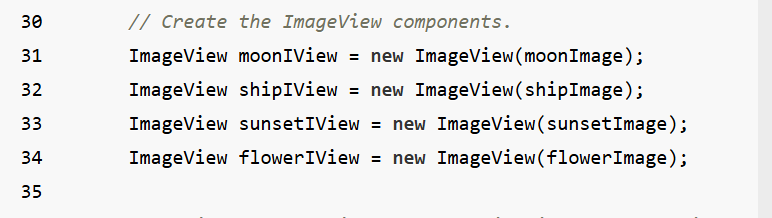 30 // Create the ImageView components.
31 ImageView moonIView = new ImageView(moonImage);
32 ImageView shipIView = new ImageView(shipImage);
33 ImageView sunsetIView = new ImageView(sunsetImage);
34 ImageView flowerIView = new ImageView(flowerImage);
35